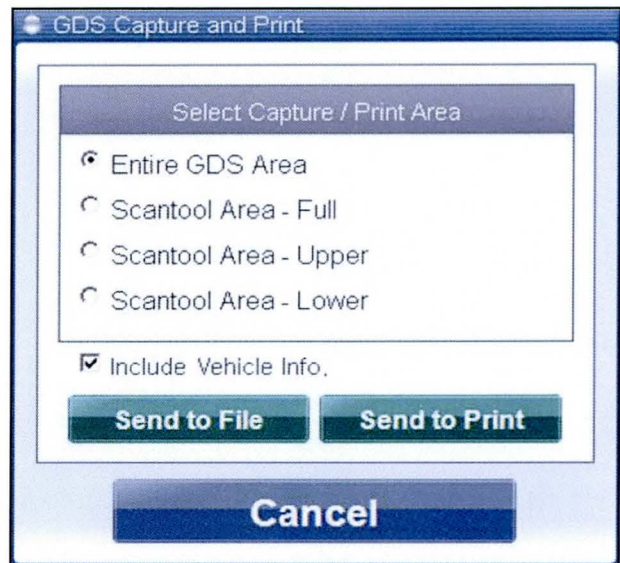 GDS Capture and Print
Select Capture / Print Area
Entire GDS Area
Scantool Area - Full
Scantool Area - Upper
Scantool Area - Lower
Include Vehicle Info.
Send to File
Send to Print
Cancel